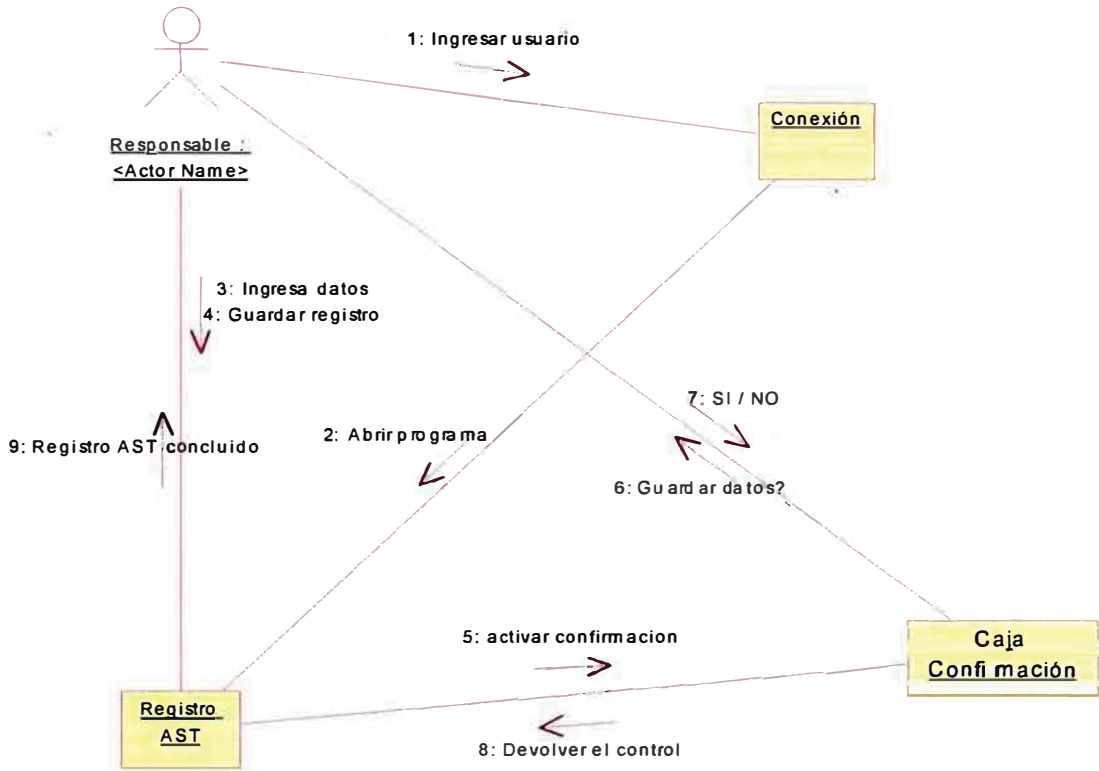 1: Ingresar usuario
Conexión
Responsable :
<Actor Name>
3: Ingresa datos
4: Guardar registro
7: SI / NO
2: Abrir programa
9: Registro AST concluido
6: Guardar datos?
5: activar confirmacion
Caja
Confirmación
Registro
AST
8: Devolver el control